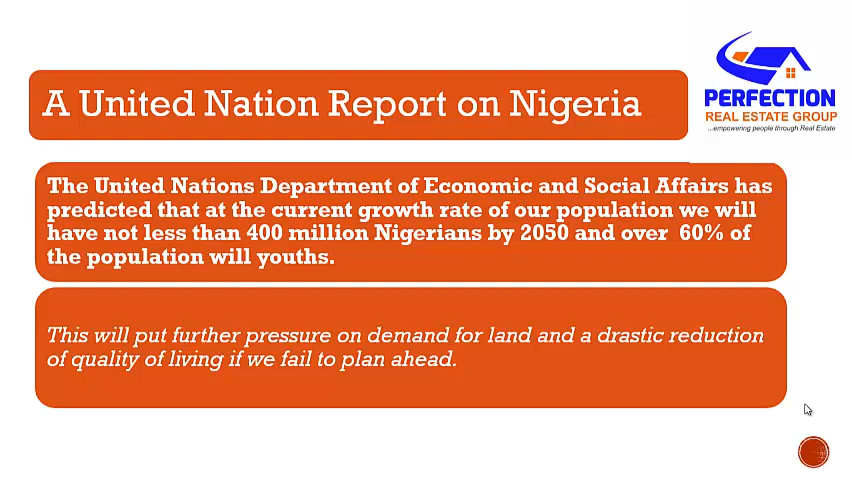 A United Nation Report on Nigeria
PERFECTION
REAL ESTATE GROUP
...empowering people through Real Estate
The United Nations Department of Economic and Social Affairs has
predicted that at the current growth rate of our population we will
have not less than 400 million Nigerians by 2050 and over 60% of
the population will youths.
This will put further pressure on demand for land and a drastic reduction
of quality of living if we fail to plan ahead.